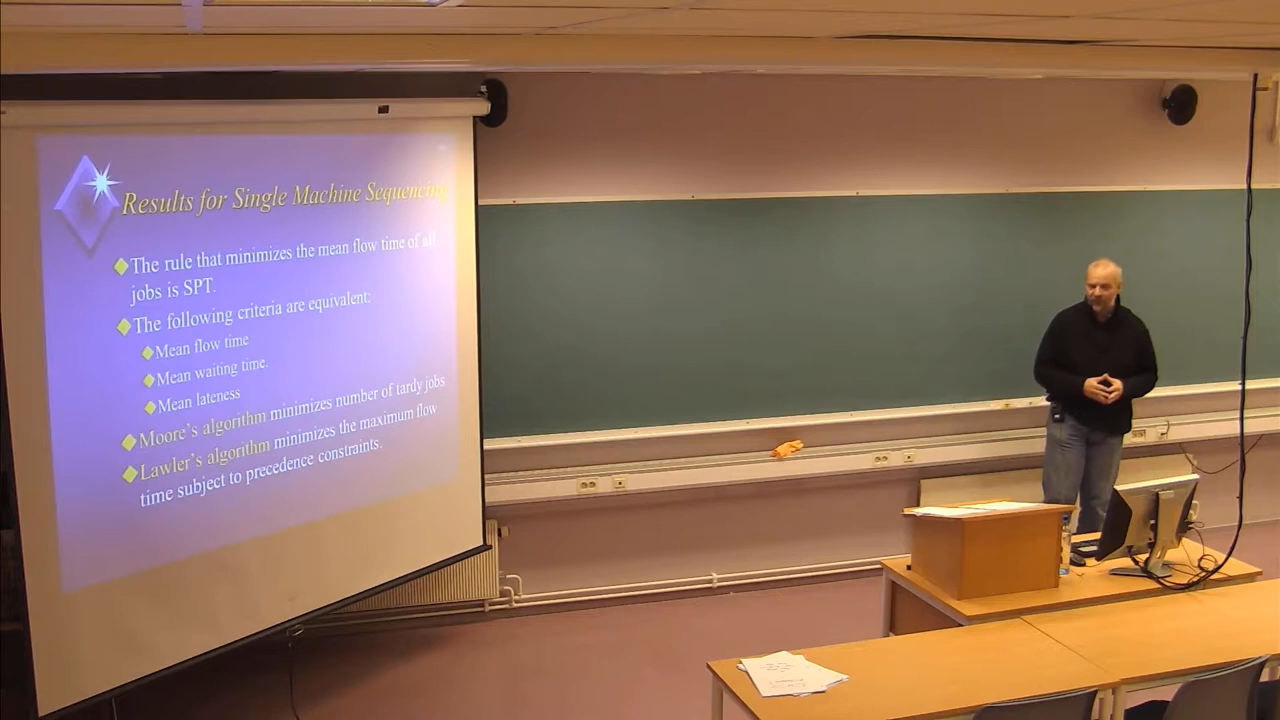 Results for Single Machine Sequencing
The rule that minimizes the mean flow time of all
jobs is SPT.
The following criteria are equivalent:
Mean flow time
Mean waiting time.
Mean lateness
Moore's algorithm minimizes number of tardy jobs
Lawler's algorithm minimizes the maximum flow
time subject to precedence constraints.